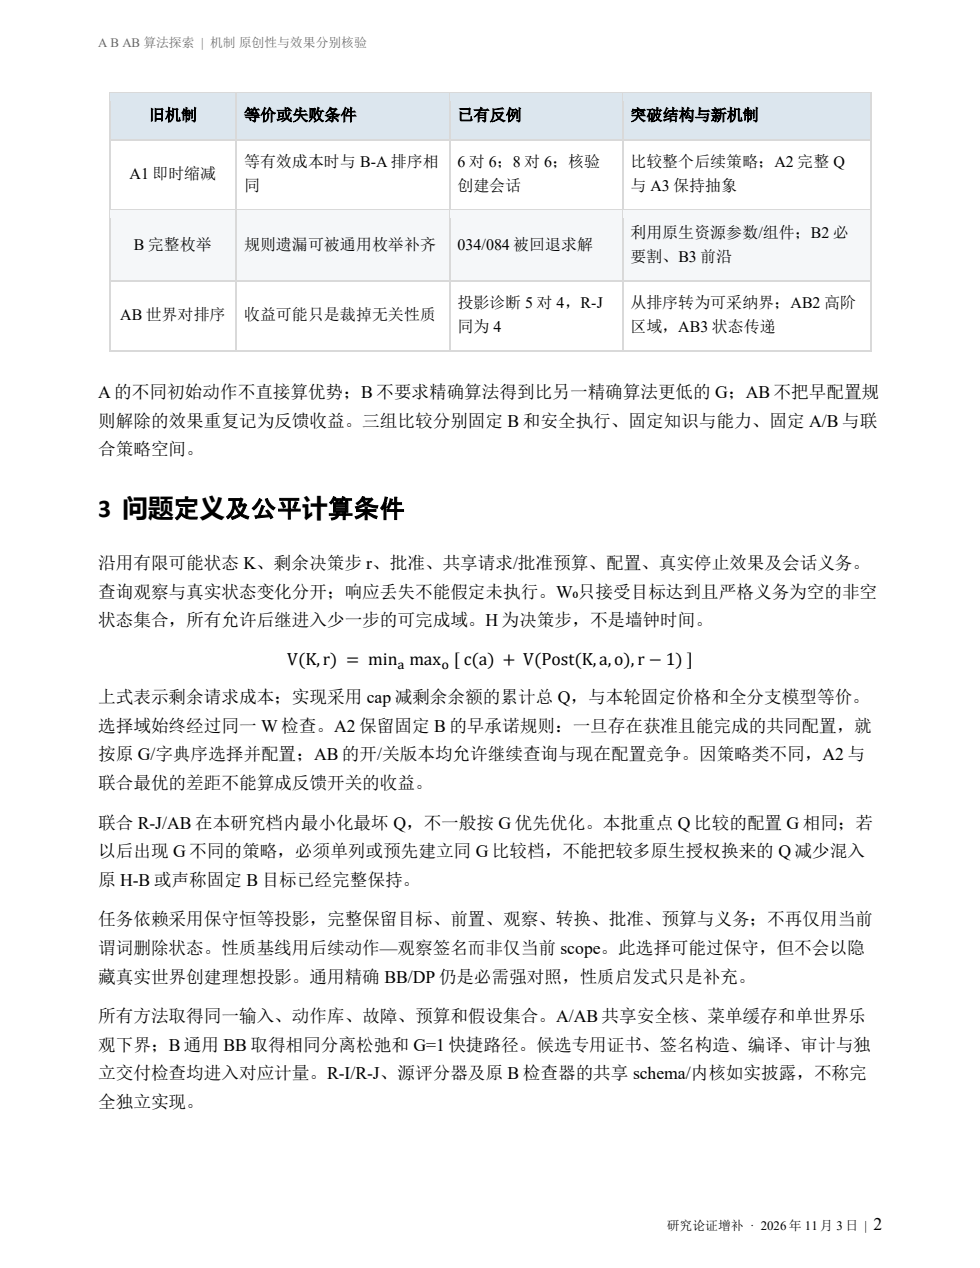 A B AB 算法探索 | 机制 原创性与效果分别核验
旧机制 等价或失败条件 已有反例 突破结构与新机制
A1 即时缩减 等有效成本时与 B-A 排序相同 6 对 6；8 对 6；核验创建会话 比较整个后续策略；A2 完整 Q 与 A3 保持抽象
B 完整枚举 规则遗漏可被通用枚举补齐 034/084 被回退求解 利用原生资源参数/组件；B2 必要割、B3 前沿
AB 世界对排序 收益可能只是裁掉无关性质 投影诊断 5 对 4，R-J 同为 4 从排序转为可采纳界；AB2 高阶区域，AB3 状态传递
A 的不同初始动作不直接算优势；B 不要求精确算法得到比另一精确算法更低的 G；AB 不把早配置规
则解除的效果重复记为反馈收益。三组比较分别固定 B 和安全执行、固定知识与能力、固定 A/B 与联
合策略空间。
3 问题定义及公平计算条件
沿用有限可能状态 K、剩余决策步 r、批准、共享请求/批准预算、配置、真实停止效果及会话义务。
查询观察与真实状态变化分开；响应丢失不能假定未执行。W₀只接受目标达到且严格义务为空的非空
状态集合，所有允许后继进入少一步的可完成域。H 为决策步，不是墙钟时间。
V(K, r) = minₐ maxₒ [ c(a) + V(Post(K, a, o), r − 1) ]
上式表示剩余请求成本；实现采用 cap 减剩余余额的累计总 Q，与本轮固定价格和全分支模型等价。
选择域始终经过同一 W 检查。A2 保留固定 B 的早承诺规则：一旦存在获准且能完成的共同配置，就
按原 G/字典序选择并配置；AB 的开/关版本均允许继续查询与现在配置竞争。因策略类不同，A2 与
联合最优的差距不能算成反馈开关的收益。
联合 R-J/AB 在本研究档内最小化最坏 Q，不一般按 G 优先优化。本批重点 Q 比较的配置 G 相同；若
以后出现 G 不同的策略，必须单列或预先建立同 G 比较档，不能把较多原生授权换来的 Q 减少混入
原 H-B 或声称固定 B 目标已经完整保持。
任务依赖采用保守恒等投影，完整保留目标、前置、观察、转换、批准、预算与义务；不再仅用当前
谓词删除状态。性质基线用后续动作—观察签名而非仅当前 scope。此选择可能过保守，但不会以隐
藏真实世界创建理想投影。通用精确 BB/DP 仍是必需强对照，性质启发式只是补充。
所有方法取得同一输入、动作库、故障、预算和假设集合。A/AB 共享安全核、菜单缓存和单世界乐
观下界；B 通用 BB 取得相同分离松弛和 G=1 快捷路径。候选专用证书、签名构造、编译、审计与独
立交付检查均进入对应计量。R-I/R-J、源评分器及原 B 检查器的共享 schema/内核如实披露，不称完
全独立实现。
研究论证增补 · 2026 年 11 月 3 日 | 2